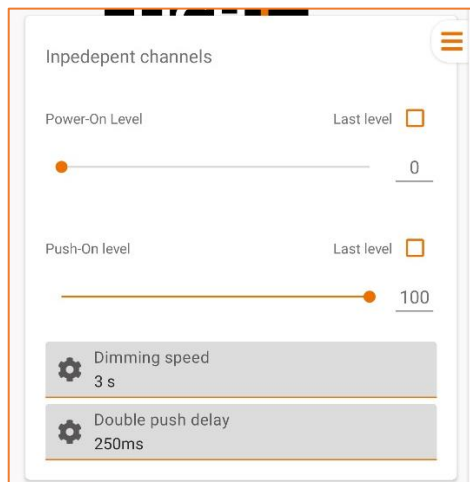 Inpedepent channels
Power-On Level Last level
0
Push-On level Last level
100
Dimming speed
3 s
Double push delay
250ms